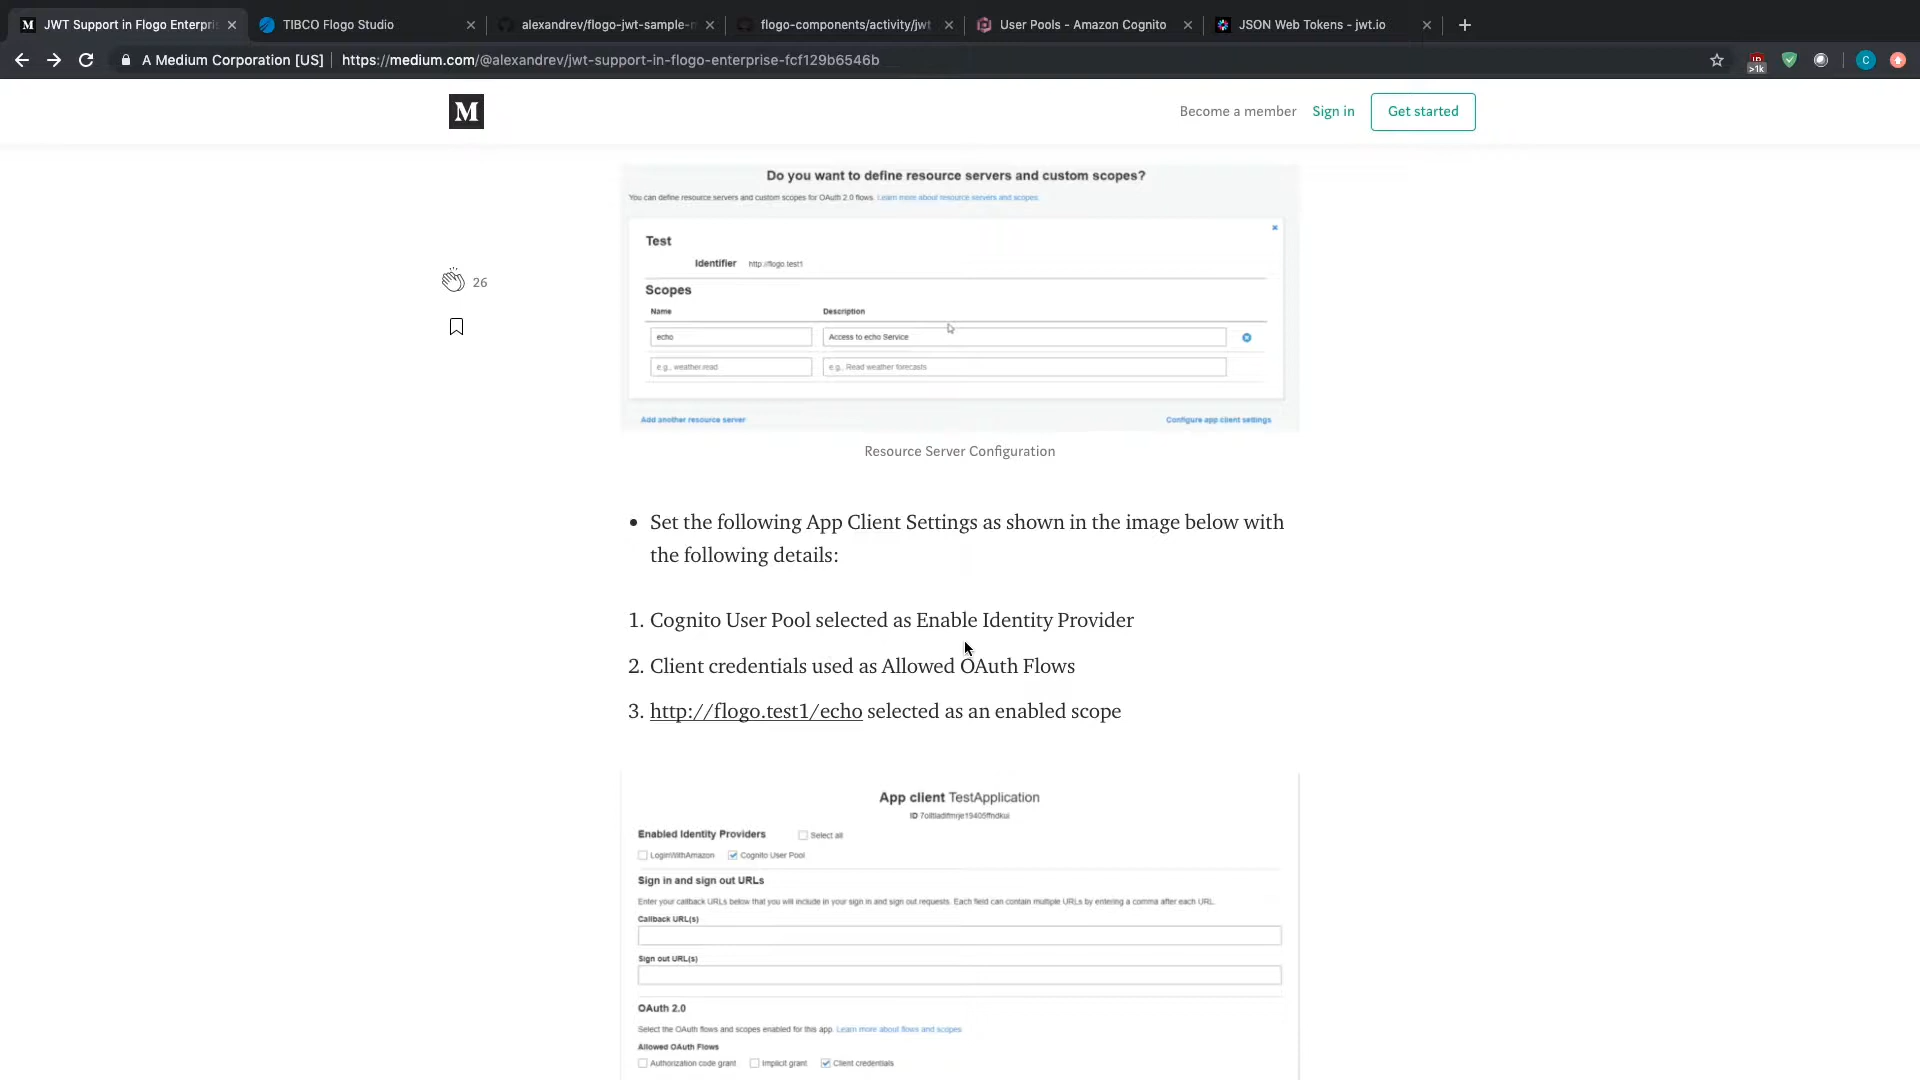 JWT Support in Flogo Enterpri
TIBCO Flogo Studio
alexandrev/flogo-jwt-sample-
flogo-components/activity/jwt
User Pools - Amazon Cognito
JSON Web Tokens - jwt.io
A Medium Corporation [US]
https://medium.com/@alexandrev/jwt-support-in-flogo-enterprise-fcf129b6546b
>1k
C
M
Become a member
Sign in
Get started
Do you want to define resource servers and custom scopes?
You can define resource servers and custom scopes for OAuth 2.0 flows. Learn more about resource servers and scopes.
Test
Identifier http://flogo.test1
Scopes
Name Description
echo Access to echo Service
e.g., weather.read e.g., Read weather forecasts
Add another resource server Configure app client settings
26
Resource Server Configuration
• Set the following App Client Settings as shown in the image below with
the following details:
1. Cognito User Pool selected as Enable Identity Provider
2. Client credentials used as Allowed OAuth Flows
3. http://flogo.test1/echo selected as an enabled scope
App client TestApplication
ID
Enabled Identity Providers Select all
LoginWithAmazon Cognito User Pool
Sign in and sign out URLs
Enter your callback URLs below that you will include in your sign in and sign out requests. Each field can contain multiple URLs by entering a comma after each URL.
Callback URL(s)
Sign out URL(s)
OAuth 2.0
Select the OAuth flows and scopes enabled for this app. Learn more about flows and scopes
Allowed OAuth Flows
Authorization code grant Implicit grant Client credentials